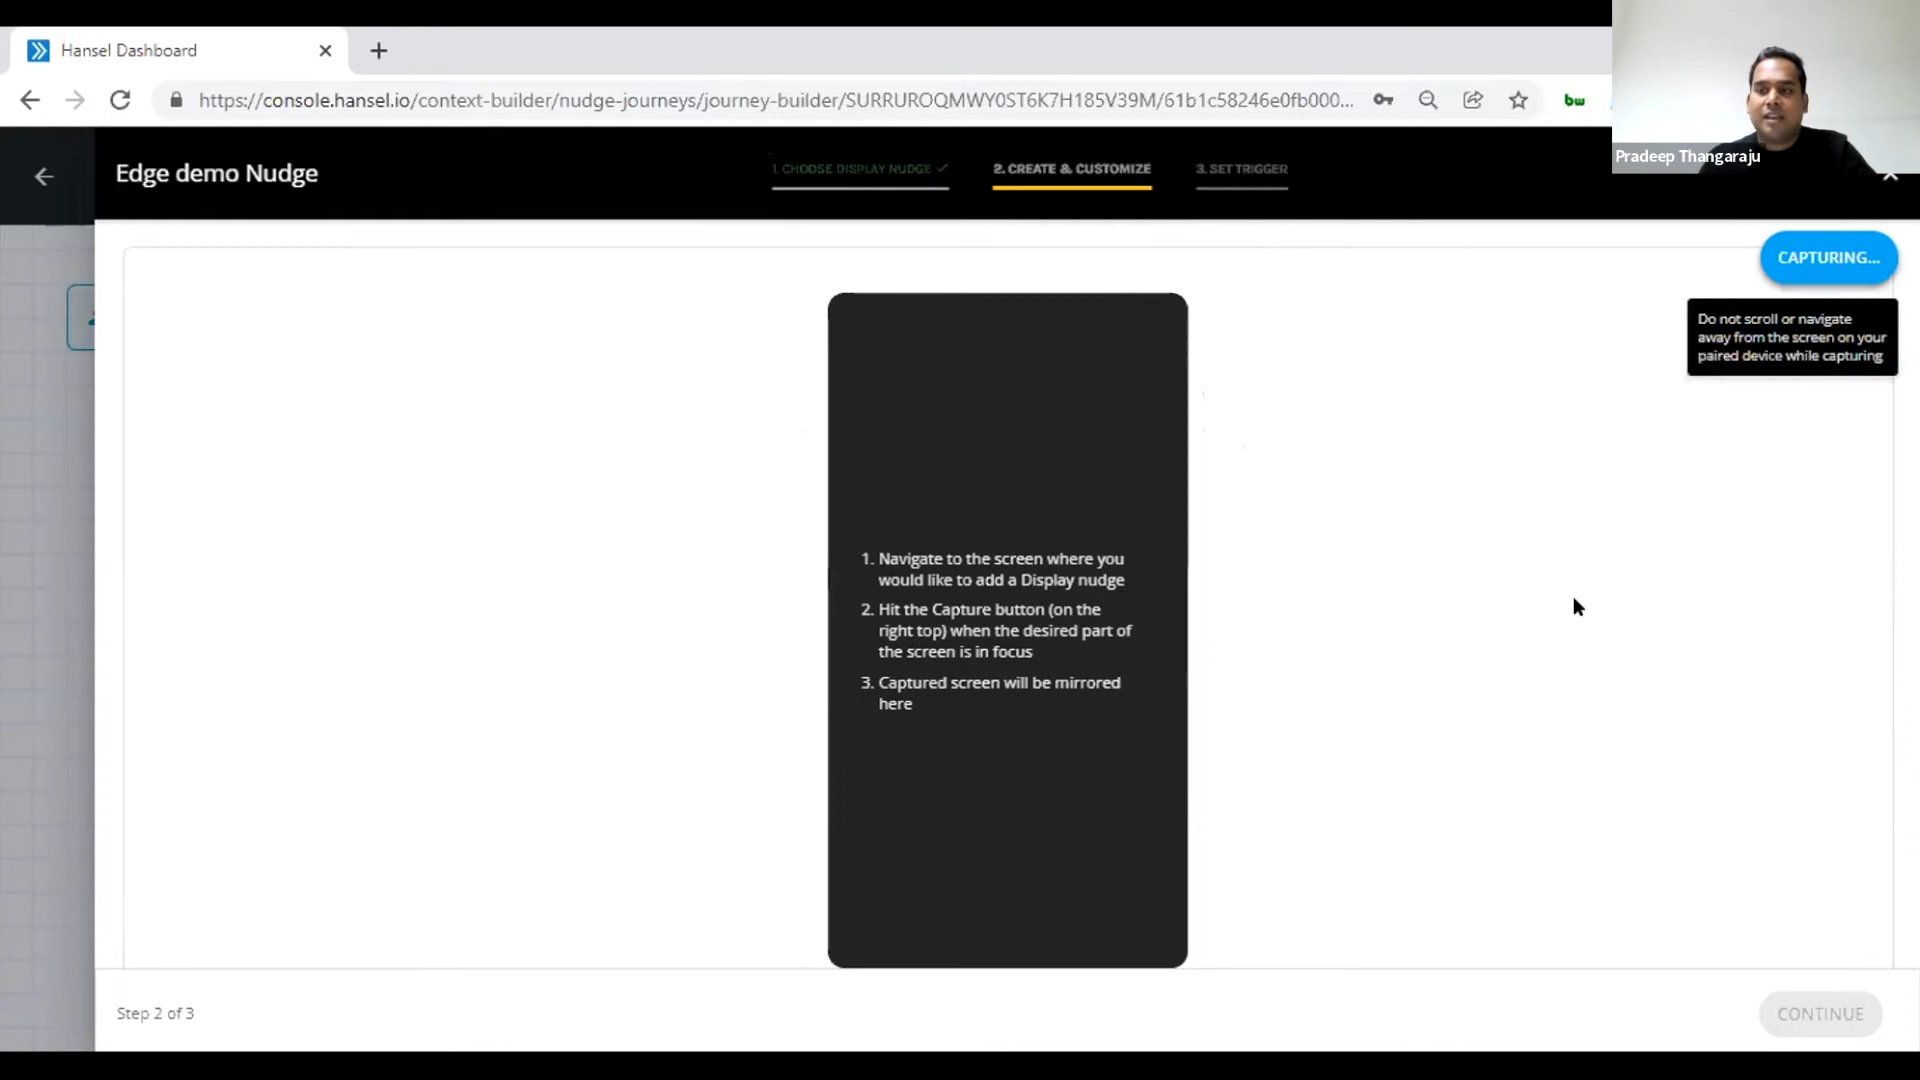 Hansel Dashboard
https://console.hansel.io/context-builder/nudge-journeys/journey-builder/SURRUROQMWY0ST6K7H185V39M/61b1c58246e0fb000...
bw
Pradeep Thangaraju
Edge demo Nudge
1. CHOOSE DISPLAY NUDGE
2. CREATE & CUSTOMIZE
3. SET TRIGGER
CAPTURING...
Do not scroll or navigate
away from the screen on your
paired device while capturing
1. Navigate to the screen where you
would like to add a Display nudge
2. Hit the Capture button (on the
right top) when the desired part of
the screen is in focus
3. Captured screen will be mirrored
here
Step 2 of 3
CONTINUE